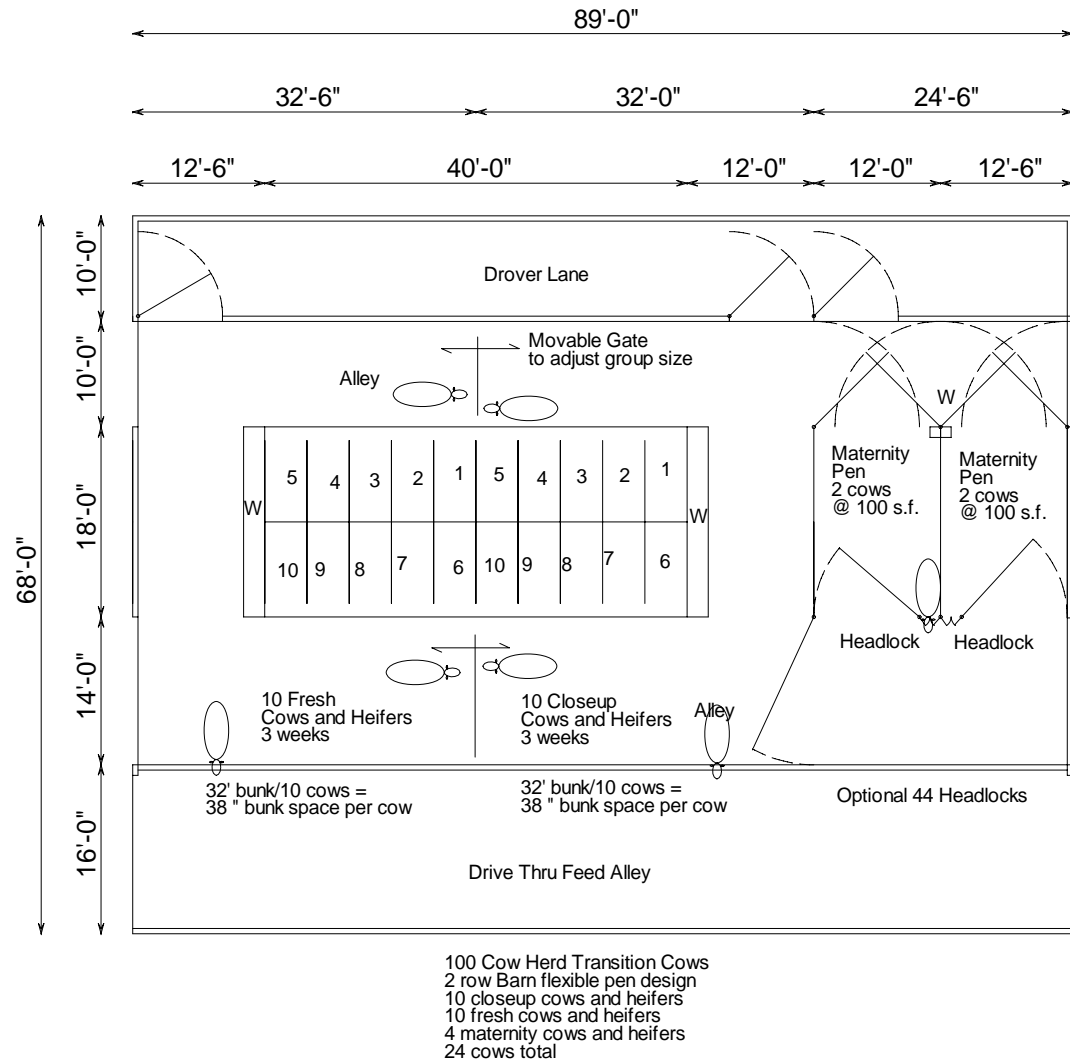 89'-0"
32'-6"
32'-0"
24'-6"
12'-6"
40'-0"
12'-0"
12'-0"
12'-6"
68'-0"
10'-0"
10'-0"
18'-0"
14'-0"
16'-0"
Drover Lane
Movable Gate
to adjust group size
Alley
W
5 4 3 2 1 5 4 3 2 1
W
W
10 9 8 7 6 10 9 8 7 6
Maternity
Pen
2 cows
@ 100 s.f.
Maternity
Pen
2 cows
@ 100 s.f.
Headlock
Headlock
10 Fresh
Cows and Heifers
3 weeks
10 Closeup
Cows and Heifers
3 weeks
Alley
32' bunk/10 cows =
38 " bunk space per cow
32' bunk/10 cows =
38 " bunk space per cow
Optional 44 Headlocks
Drive Thru Feed Alley
100 Cow Herd Transition Cows
2 row Barn flexible pen design
10 closeup cows and heifers
10 fresh cows and heifers
4 maternity cows and heifers
24 cows total